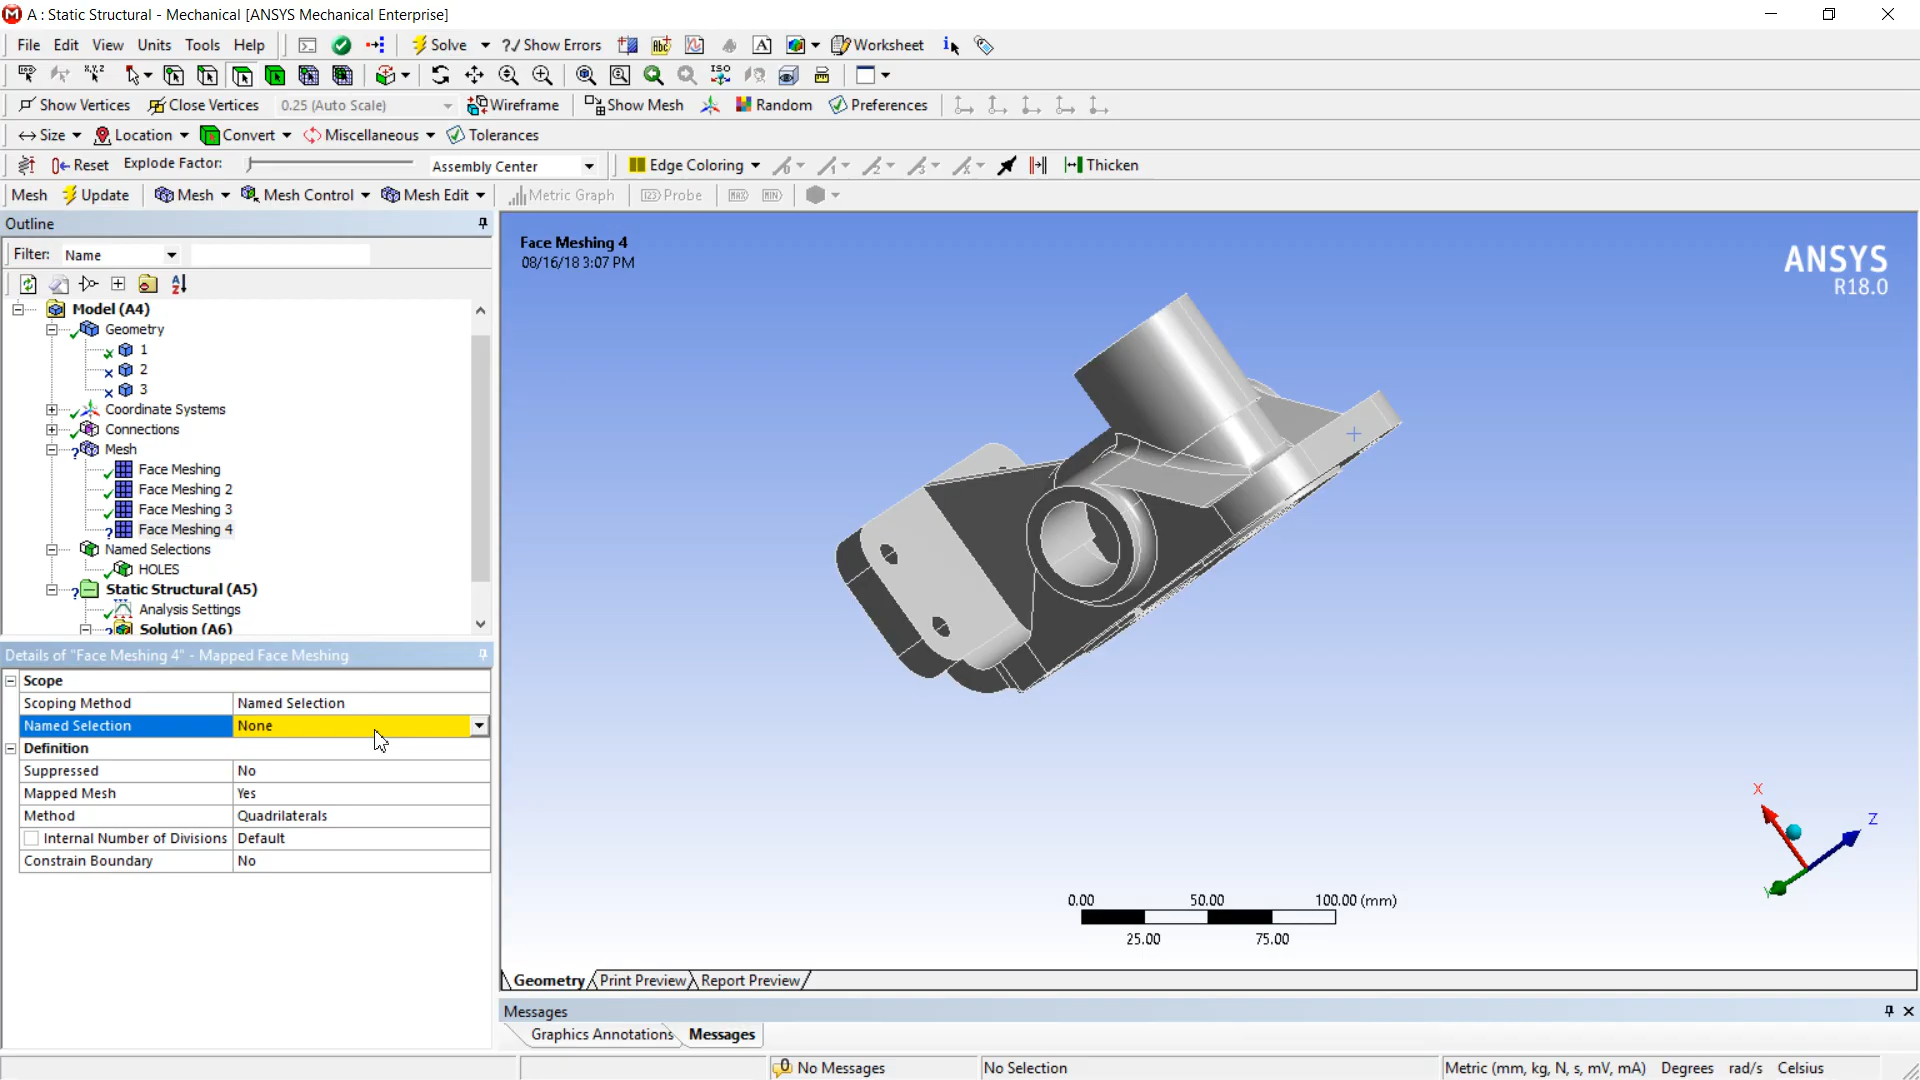 A : Static Structural - Mechanical [ANSYS Mechanical Enterprise]
File Edit View Units Tools Help Solve ?/ Show Errors Worksheet
Show Vertices Close Vertices 0.25 (Auto Scale) Wireframe Show Mesh Random Preferences
Size Location Convert Miscellaneous Tolerances
Reset Explode Factor: Assembly Center Edge Coloring Thicken
Mesh Update Mesh Mesh Control Mesh Edit Metric Graph Probe MAX MIN
Outline
Filter: Name
Model (A4)
Geometry
1
2
3
Coordinate Systems
Connections
Mesh
Face Meshing
Face Meshing 2
Face Meshing 3
Face Meshing 4
Named Selections
HOLES
Static Structural (A5)
Analysis Settings
Solution (A6)
Details of "Face Meshing 4" - Mapped Face Meshing
Scope
Scoping Method Named Selection
Named Selection None
Definition
Suppressed No
Mapped Mesh Yes
Method Quadrilaterals
Internal Number of Divisions Default
Constrain Boundary No
Face Meshing 4
08/16/18 3:07 PM
ANSYS
R18.0
X
Z
Y
0.00 50.00 100.00 (mm)
25.00 75.00
Geometry Print Preview Report Preview
Messages
Graphics Annotations Messages
No Messages No Selection Metric (mm, kg, N, s, mV, mA) Degrees rad/s Celsius